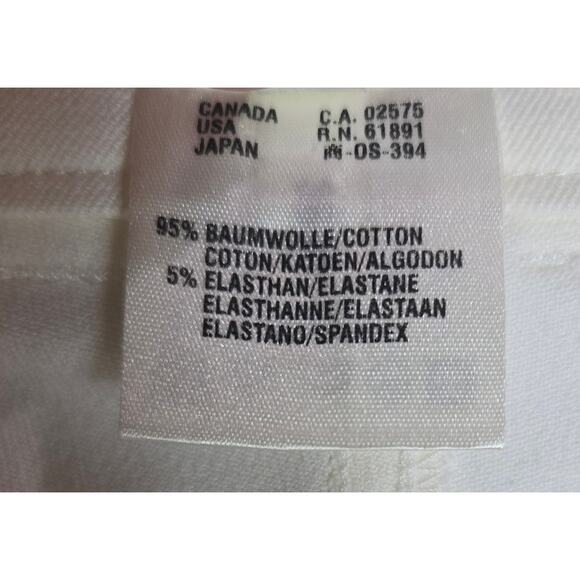 CANADA C.A. 02575
USA R.N. 61891
JAPAN -OS-394
95% BAUMWOLLE/COTTON
COTON/KATOEN/ALGODON
5% ELASTHAN/ELASTANE
ELASTHANNE/ELASTAAN
ELASTANO/SPANDEX